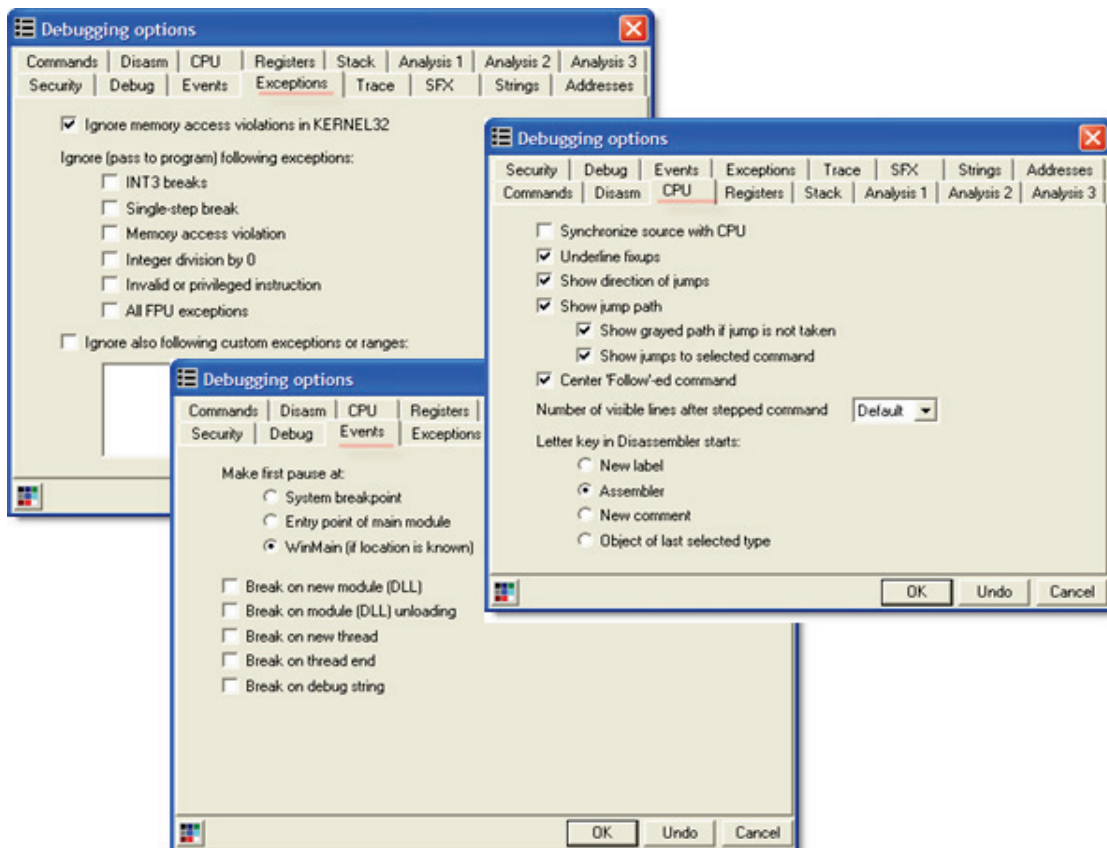 Debugging options
Commands Disasm CPU Registers Stack Analysis 1 Analysis 2 Analysis 3
Security Debug Events Exceptions Trace SFX Strings Addresses
Ignore memory access violations in KERNEL32
Ignore (pass to program) following exceptions:
INT3 breaks
Single-step break
Memory access violation
Integer division by 0
Invalid or privileged instruction
All FPU exceptions
Ignore also following custom exceptions or ranges:
Debugging options
Security Debug Events Exceptions Trace SFX Strings Addresses
Commands Disasm CPU Registers Stack Analysis 1 Analysis 2 Analysis 3
Synchronize source with CPU
Underline fixups
Show direction of jumps
Show jump path
Show grayed path if jump is not taken
Show jumps to selected command
Center 'Follow'-ed command
Number of visible lines after stepped command Default
Letter key in Disassembler starts:
New label
Assembler
New comment
Object of last selected type
OK Undo Cancel
Debugging options
Commands Disasm CPU Registers
Security Debug Events Exceptions
Make first pause at:
System breakpoint
Entry point of main module
WinMain (if location is known)
Break on new module (DLL)
Break on module (DLL) unloading
Break on new thread
Break on thread end
Break on debug string
OK Undo Cancel